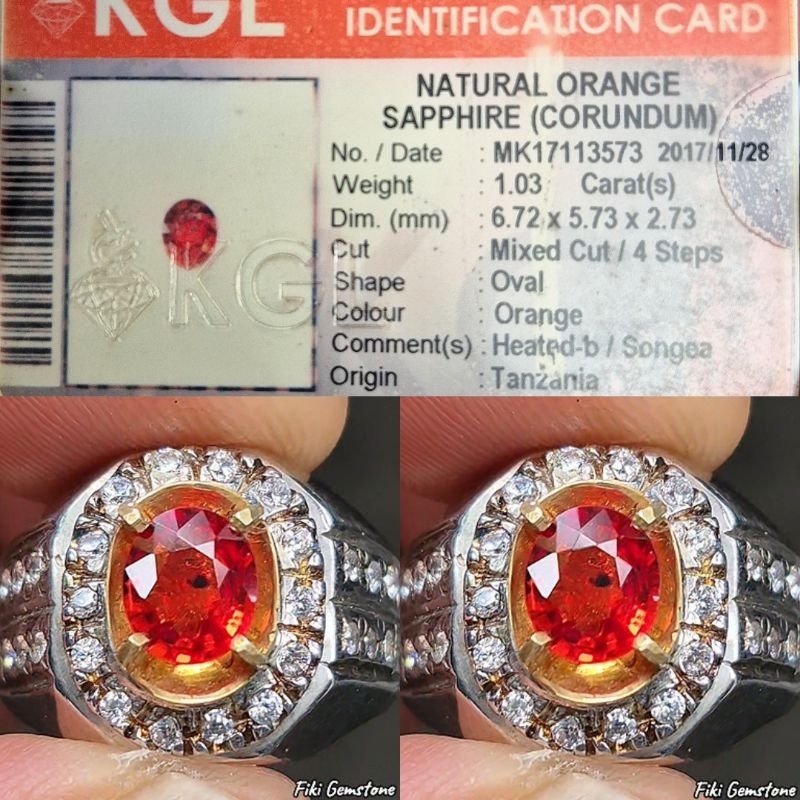 KGL
IDENTIFICATION CARD
NATURAL ORANGE
SAPPHIRE (CORUNDUM)
No. / Date : MK17113573 2017/11/28
Weight : 1.03 Carat(s)
Dim. (mm) : 6.72 x 5.73 x 2.73
Cut : Mixed Cut / 4 Steps
Shape : Oval
Colour : Orange
Comment(s) : Heated-b / Songea
Origin : Tanzania
KGL
Fiki Gemstone
Fiki Gemstone